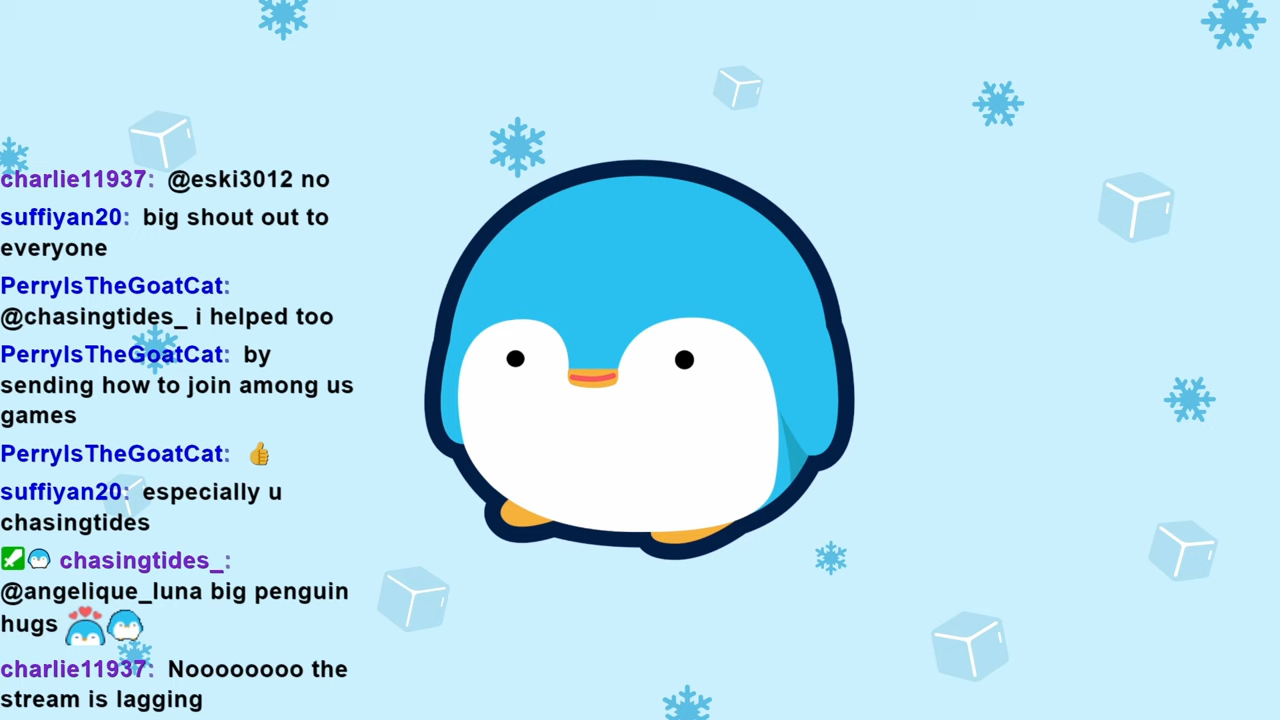 charlie11937: @eski3012 no
suffiyan20: big shout out to
everyone
PerryIsTheGoatCat:
@chasingtides_ i helped too
PerryIsTheGoatCat: by
sending how to join among us
games
PerryIsTheGoatCat: 👍
suffiyan20: especially u
chasingtides
chasingtides_:
@angelique_luna big penguin
hugs
charlie11937: Noooooooo the
stream is lagging